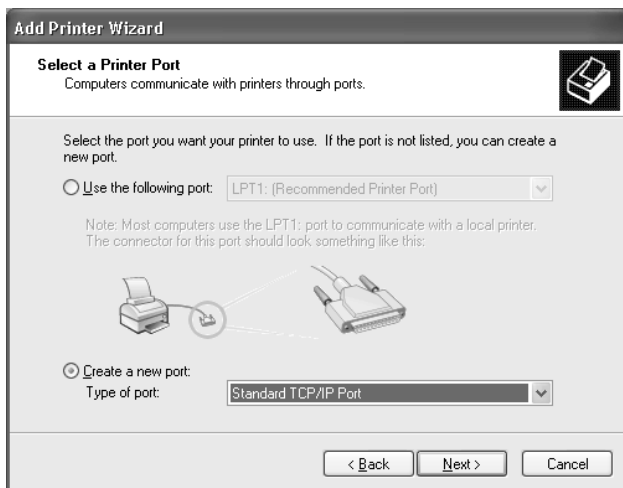 Add Printer Wizard
Select a Printer Port
Computers communicate with printers through ports.
Select the port you want your printer to use. If the port is not listed, you can create a
new port.
Use the following port: LPT1: (Recommended Printer Port)
Note: Most computers use the LPT1: port to communicate with a local printer.
The connector for this port should look something like this:
Create a new port:
Type of port: Standard TCP/IP Port
< Back Next > Cancel